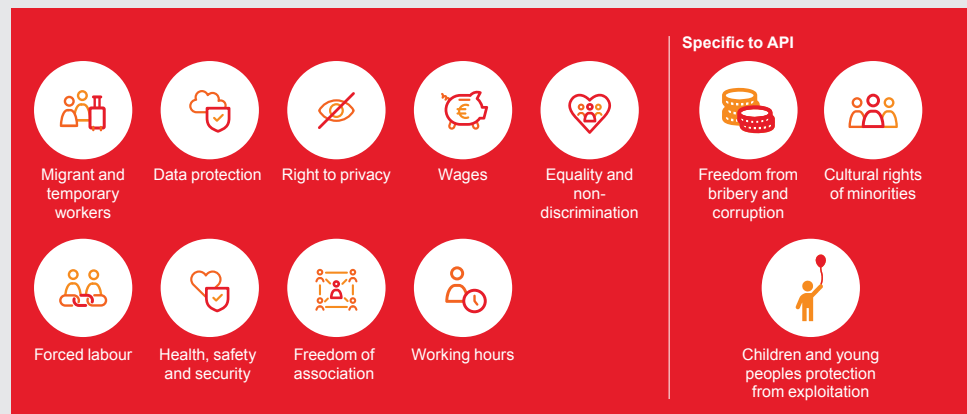 Specific to API
Migrant and
temporary
workers
Data protection
Right to privacy
Wages
€
Equality and
non-
discrimination
Freedom from
bribery and
corruption
Cultural rights
of minorities
Forced labour
Health, safety
and security
Freedom of
association
Working hours
Children and young
peoples protection
from exploitation